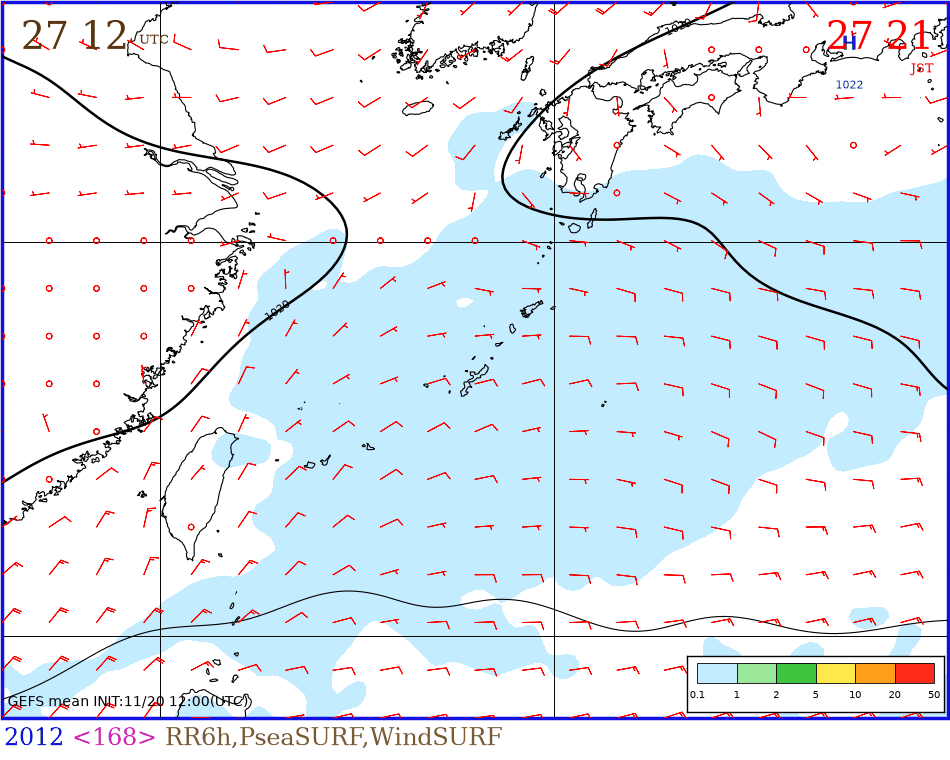 27 12 UTC
27 21
JST
H
1022
1020
1020
GEFS mean INIT:11/20 12:00(UTC)
0.1 1 2 5 10 20 50
2012 <168> RR6h,PseaSURF,WindSURF